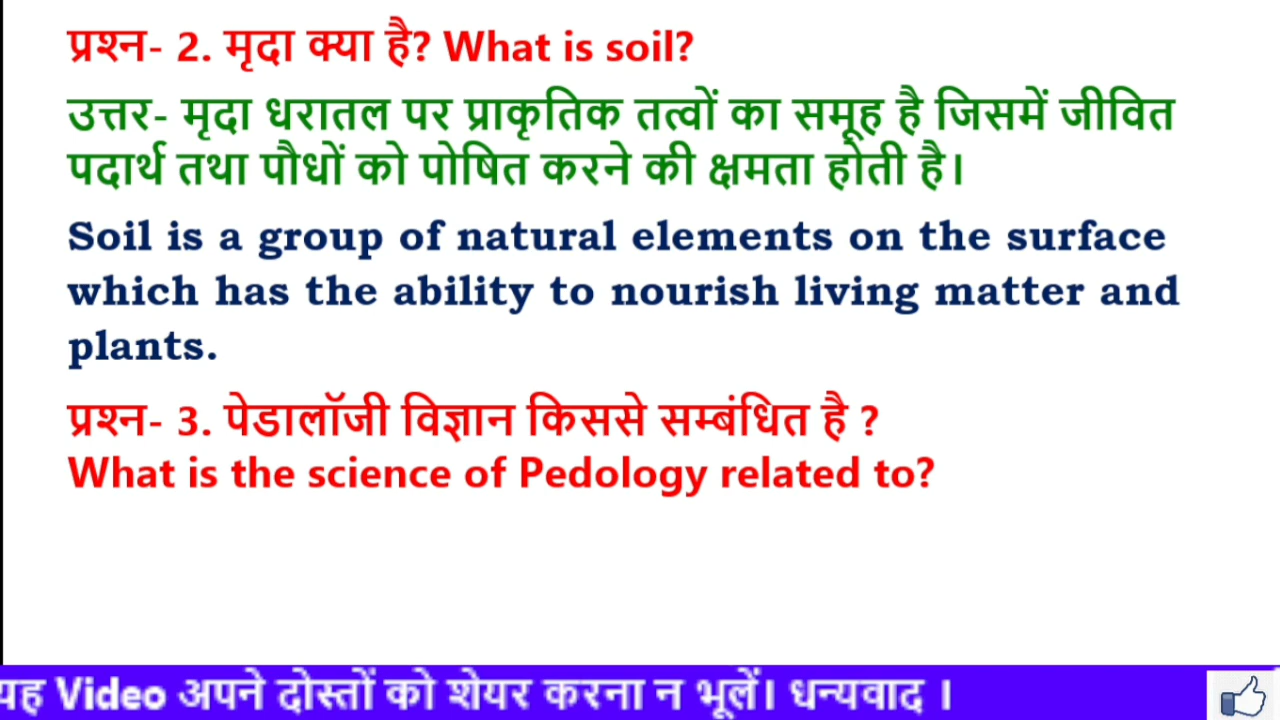 प्रश्न- 2. मृदा क्या है? What is soil?
उत्तर- मृदा धरातल पर प्राकृतिक तत्वों का समूह है जिसमें जीवित
पदार्थ तथा पौधों को पोषित करने की क्षमता होती है।
Soil is a group of natural elements on the surface
which has the ability to nourish living matter and
plants.
प्रश्न- 3. पेडालॉजी विज्ञान किससे सम्बंधित है ?
What is the science of Pedology related to?
यह Video अपने दोस्तों को शेयर करना न भूलें। धन्यवाद ।